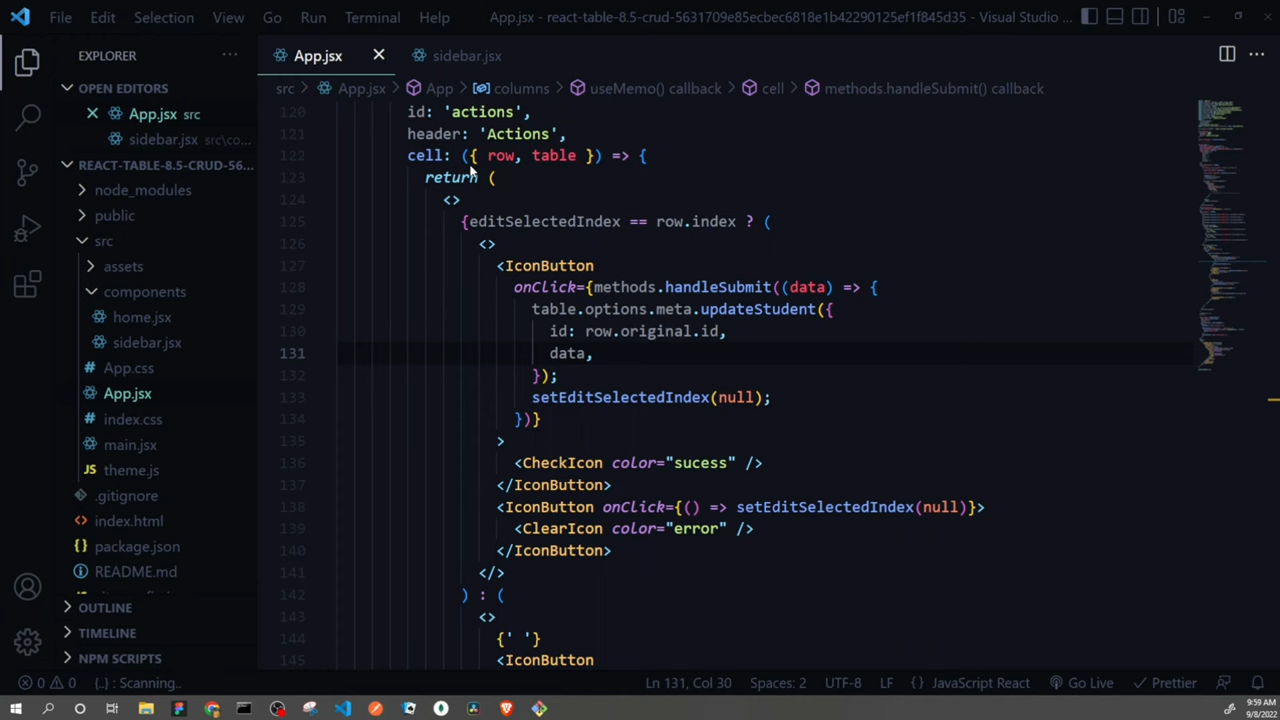 File Edit Selection View Go Run Terminal Help App.jsx - react-table-8.5-crud-5631709e85ecbec6818e1b42290125ef1f845d35 - Visual Studio ...
EXPLORER
OPEN EDITORS
App.jsx src
sidebar.jsx src\co...
REACT-TABLE-8.5-CRUD-56...
node_modules
public
src
assets
components
home.jsx
sidebar.jsx
App.css
App.jsx
index.css
main.jsx
theme.js
.gitignore
index.html
package.json
README.md
OUTLINE
TIMELINE
NPM SCRIPTS
App.jsx sidebar.jsx
src > App.jsx > App > columns > useMemo() callback > cell > methods.handleSubmit() callback
120 id: 'actions',
121 header: 'Actions',
122 cell: ({ row, table }) => {
123 return (
124 <>
125 {editSelectedIndex == row.index ? (
126 <>
127 <IconButton
128 onClick={methods.handleSubmit((data) => {
129 table.options.meta.updateStudent({
130 id: row.original.id,
131 data,
132 });
133 setEditSelectedIndex(null);
134 })}
135 >
136 <CheckIcon color="sucess" />
137 </IconButton>
138 <IconButton onClick={() => setEditSelectedIndex(null)}>
139 <ClearIcon color="error" />
140 </IconButton>
141 </>
142 ) : (
143 <>
144 {' '}
145 <IconButton
0 0 {..} : Scanning.. Ln 131, Col 30 Spaces: 2 UTF-8 LF {} JavaScript React Go Live Prettier
9:59 AM
9/8/2022